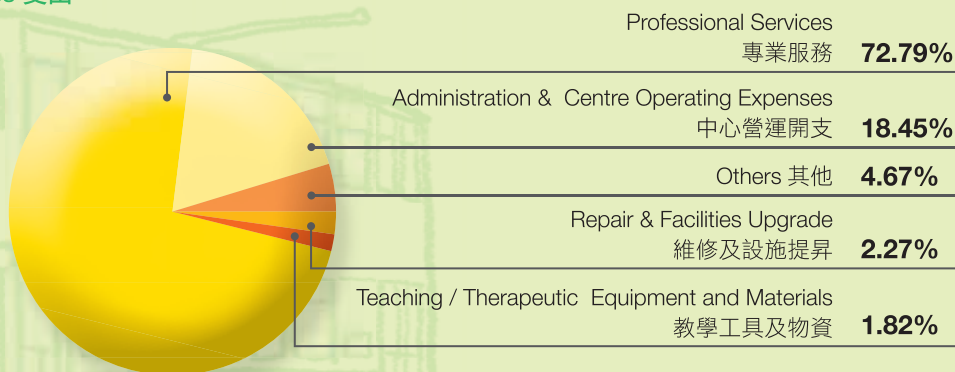 Professional Services
專業服務 72.79%
Administration & Centre Operating Expenses
中心營運開支 18.45%
Others 其他 4.67%
Repair & Facilities Upgrade
維修及設施提昇 2.27%
Teaching / Therapeutic Equipment and Materials
教學工具及物資 1.82%